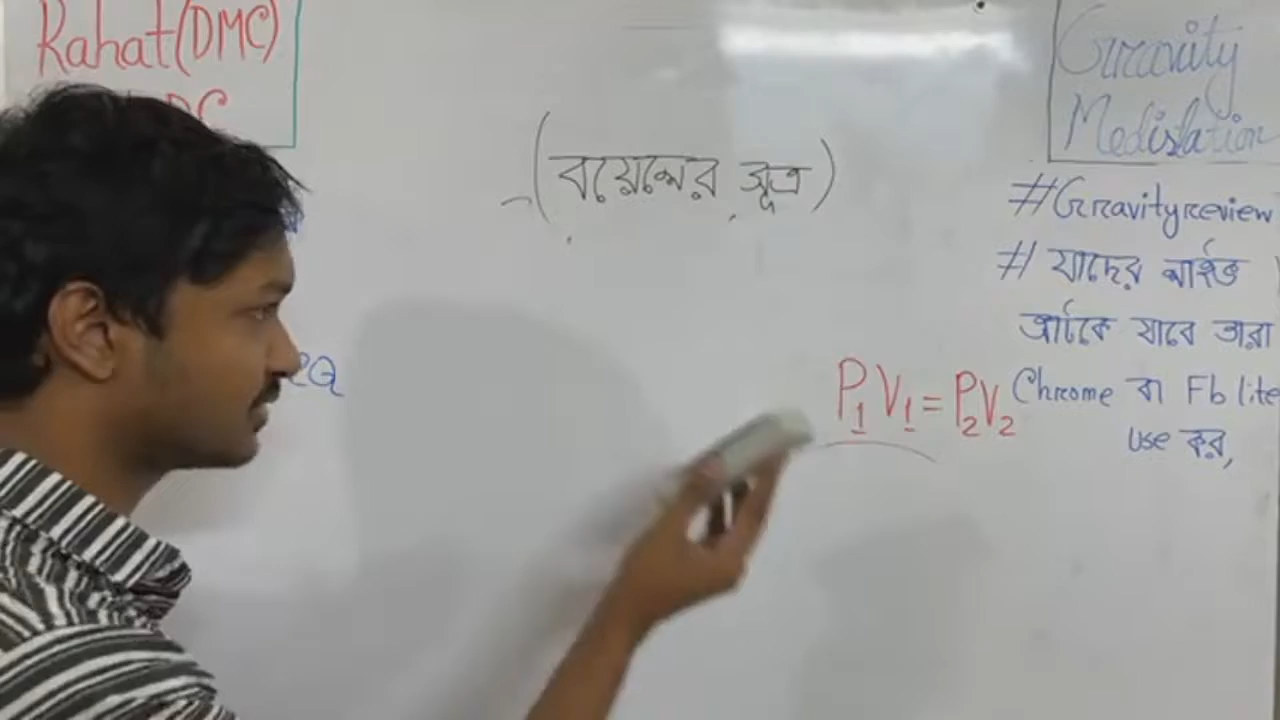 Rahat(DMC)
(বয়েলের সূত্র)
P₁V₁=P₂V₂
Gravity
Medislation
#Gravityreview
# যাদের লাইভ
আটকে যাবে তারা
Chrome বা Fb lite
use কর,